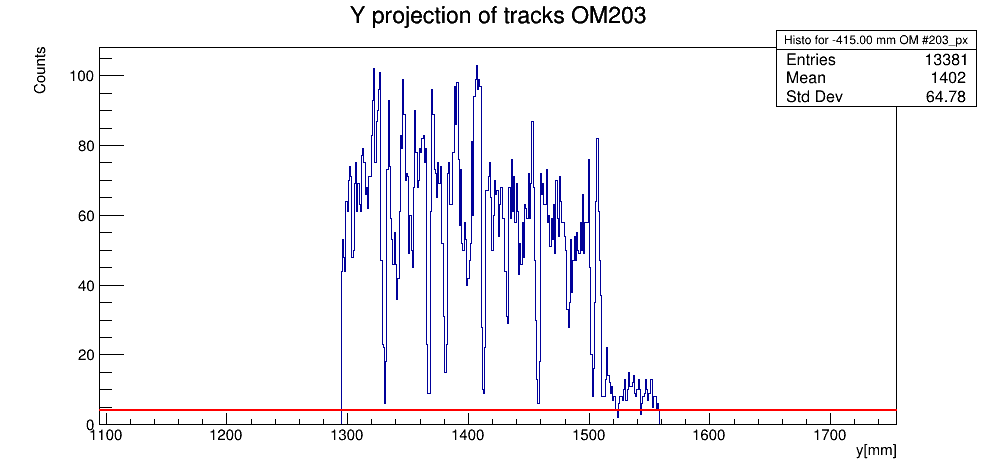 Y projection of tracks OM203
Histo for -415.00 mm OM #203_px
Entries 13381
Mean 1402
Std Dev 64.78
Counts
100
80
60
40
20
0
1100 1200 1300 1400 1500 1600 1700
y[mm]